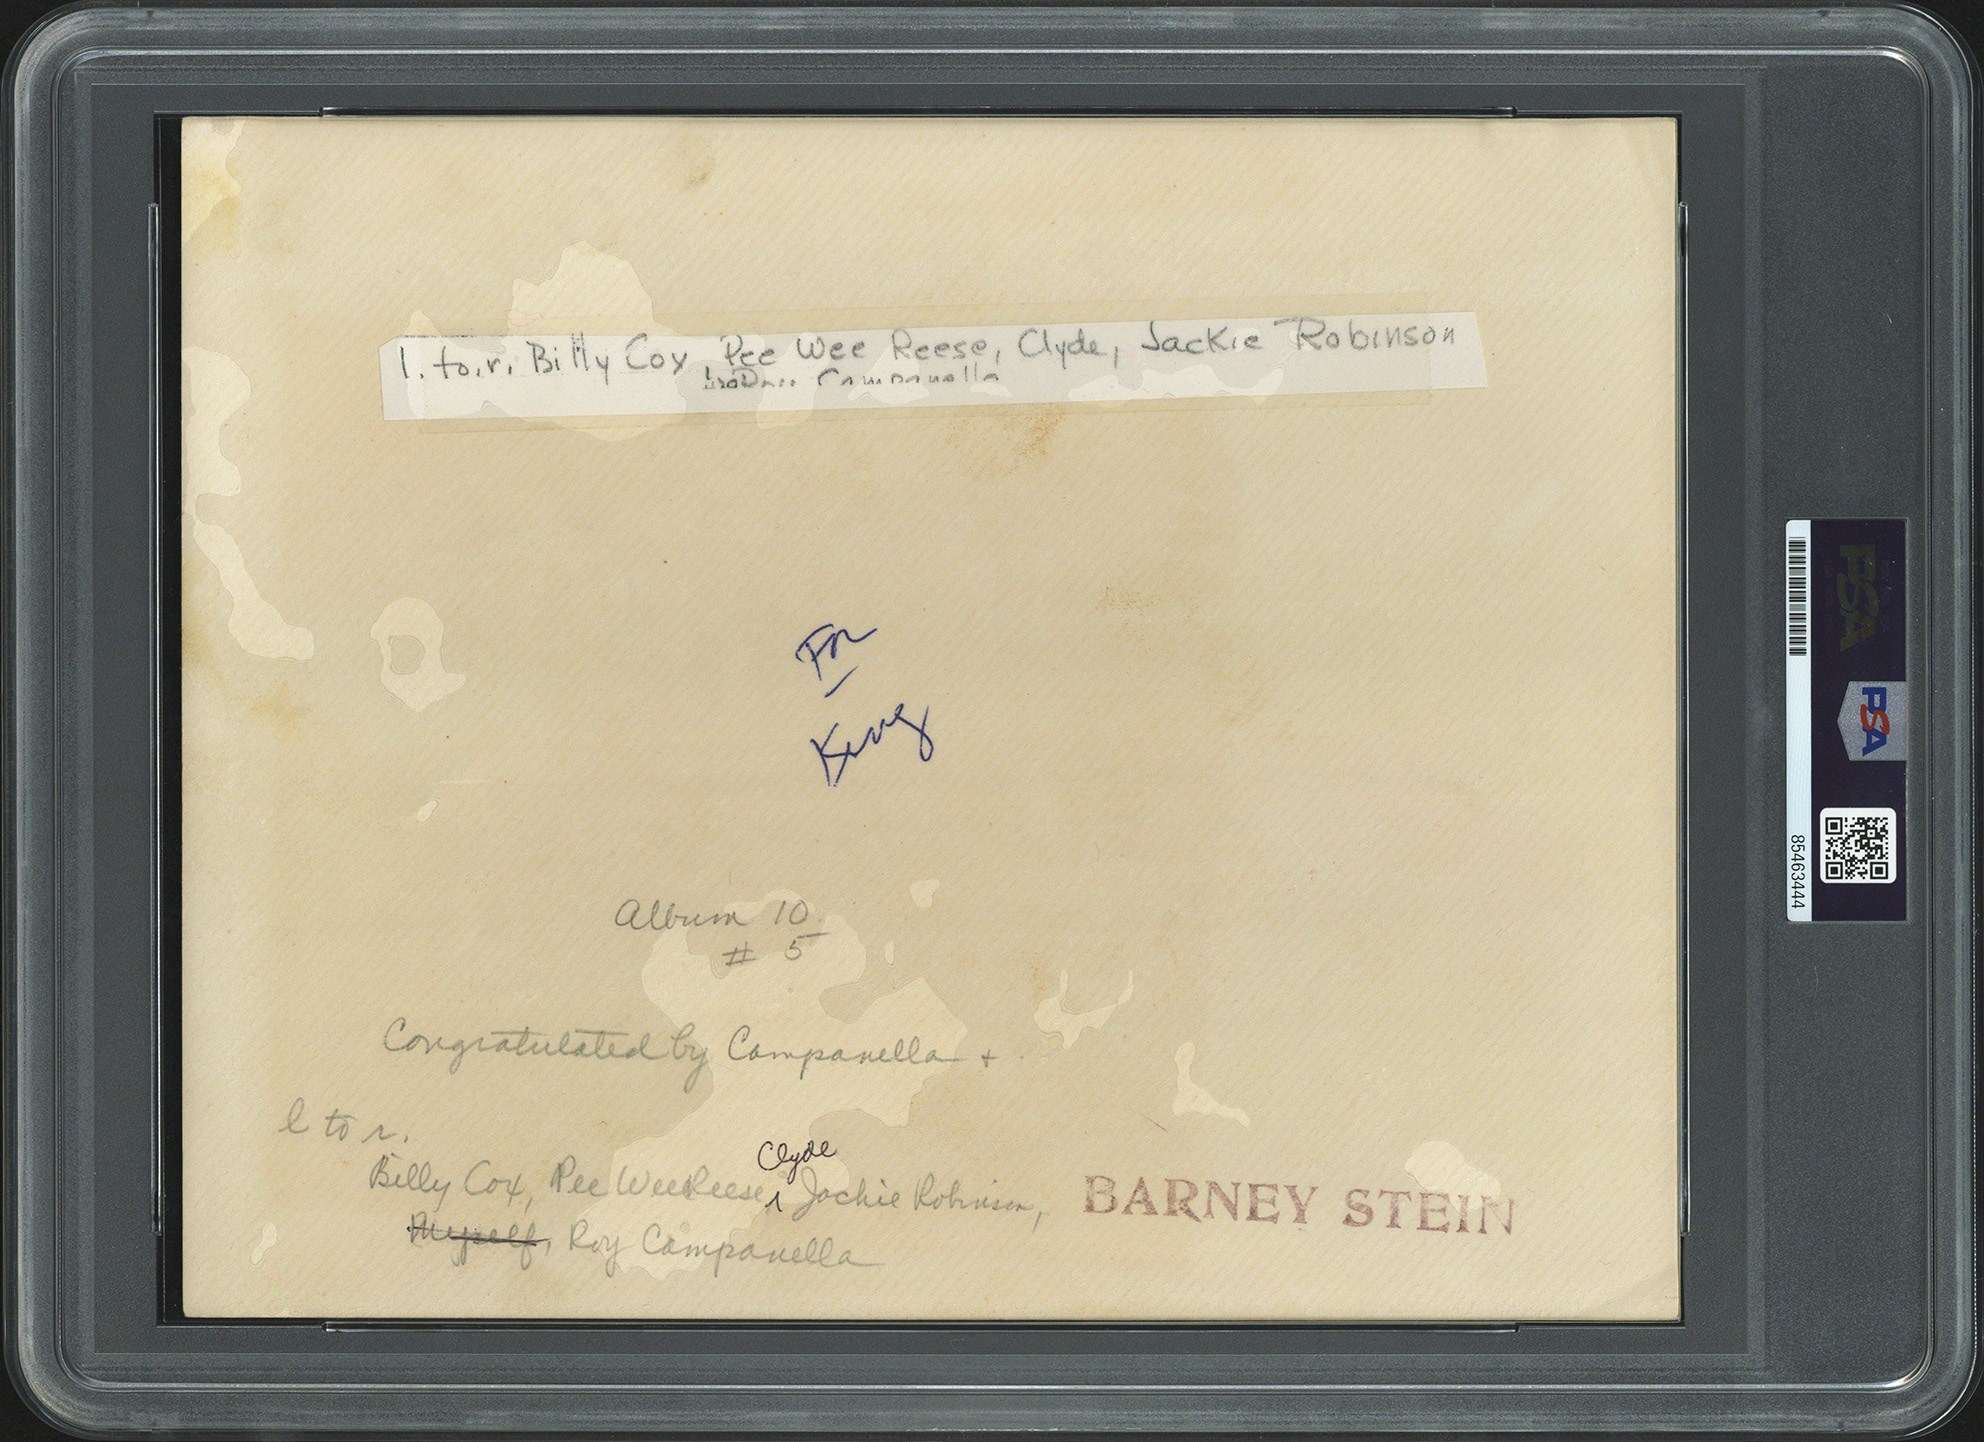 l. to.r. Billy Cox Pee Wee Reese, Clyde, Jackie Robinson
Campanella
For
King
Album 10
# 5
Congratulated by Campanella +
l to r.
Clyde
Billy Cox, Pee Wee Reese, ^ Jackie Robinson,
Myself, Roy Campanella
BARNEY STEIN
PSA
PSA
85463444